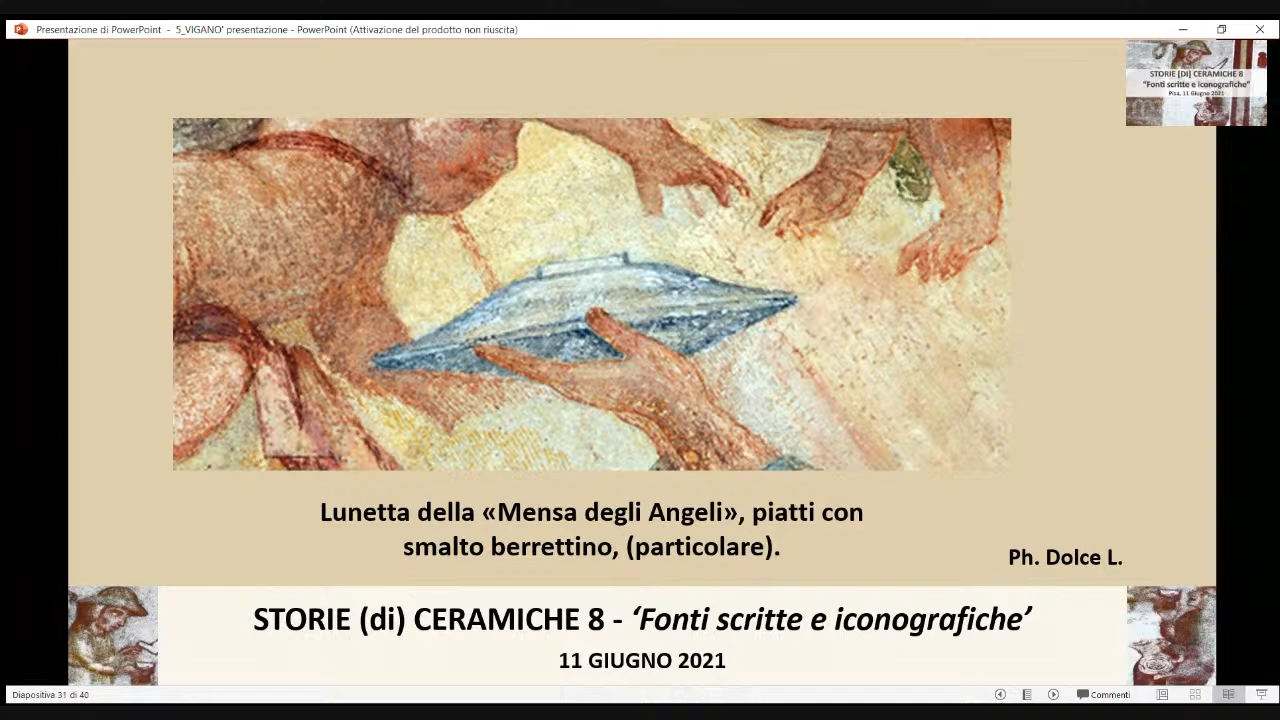 Presentazione di PowerPoint - 5_VIGANO' presentazione - PowerPoint (Attivazione del prodotto non riuscita)
STORIE (DI) CERAMICHE 8
"Fonti scritte e iconografiche"
Pisa, 11 Giugno 2021
Lunetta della «Mensa degli Angeli», piatti con
smalto berrettino, (particolare).
Ph. Dolce L.
STORIE (di) CERAMICHE 8 - ‘Fonti scritte e iconografiche’
11 GIUGNO 2021
Diapositiva 31 di 40
Commenti